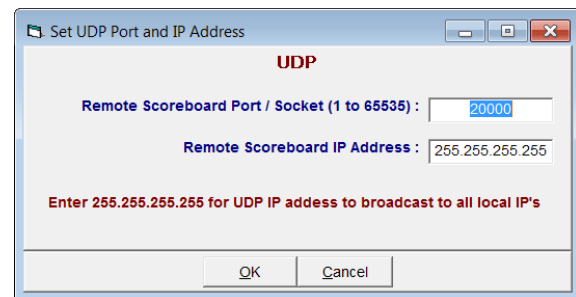 Set UDP Port and IP Address
UDP
Remote Scoreboard Port / Socket (1 to 65535) : 20000
Remote Scoreboard IP Address : 255.255.255.255
Enter 255.255.255.255 for UDP IP addess to broadcast to all local IP's
OK Cancel